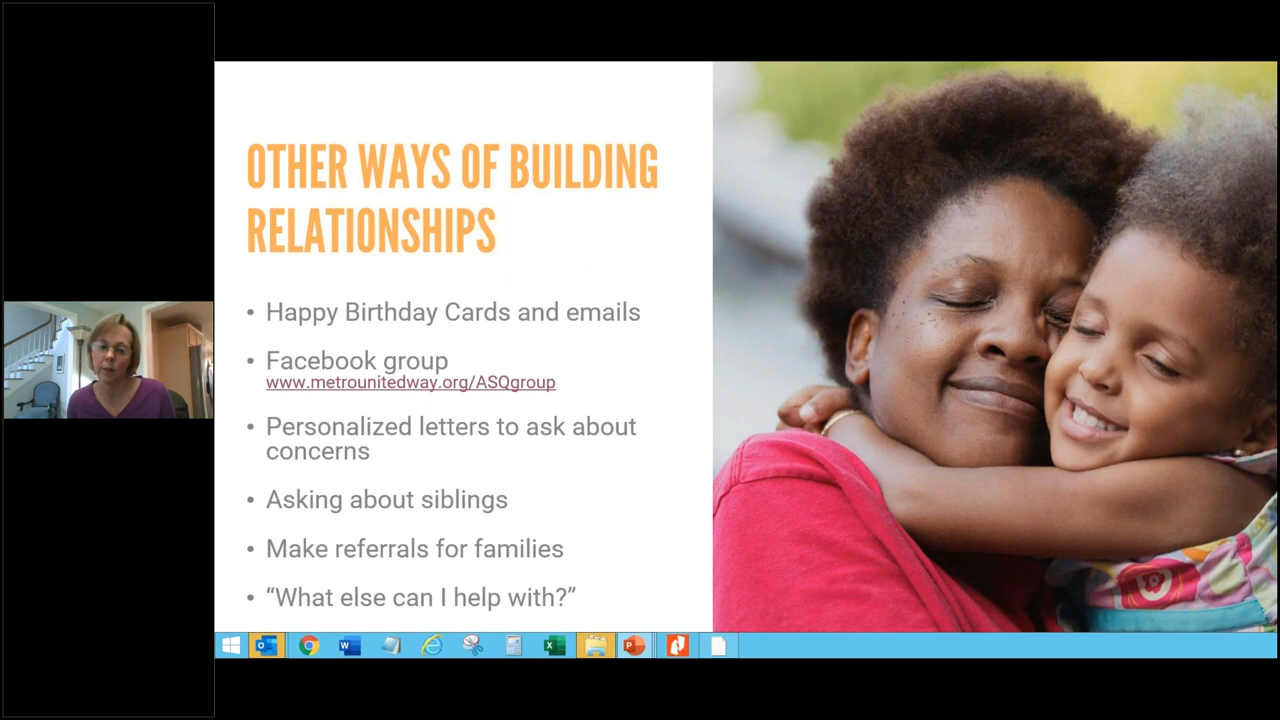 OTHER WAYS OF BUILDING
RELATIONSHIPS
• Happy Birthday Cards and emails
• Facebook group
www.metrounitedway.org/ASQgroup
• Personalized letters to ask about
concerns
• Asking about siblings
• Make referrals for families
• “What else can I help with?”